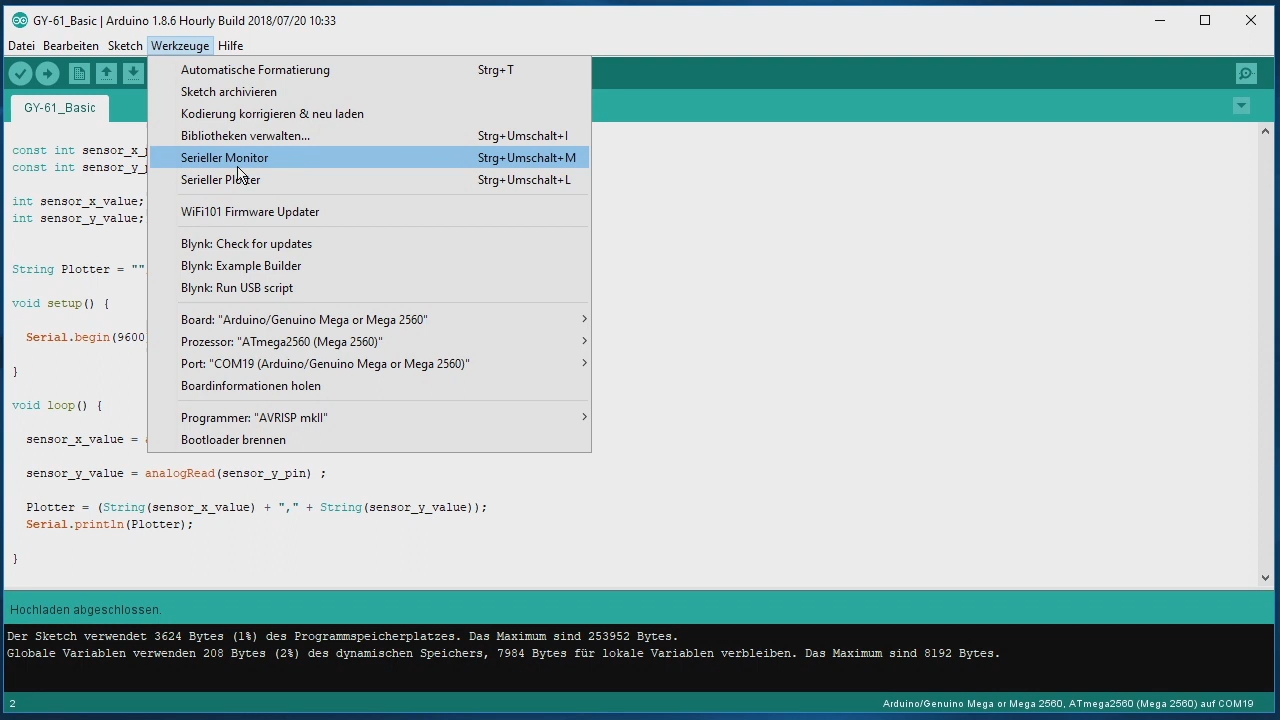 GY-61_Basic | Arduino 1.8.6 Hourly Build 2018/07/20 10:33
Datei Bearbeiten Sketch Werkzeuge Hilfe
Automatische Formatierung Strg+T
Sketch archivieren
Kodierung korrigieren & neu laden
Bibliotheken verwalten... Strg+Umschalt+I
Serieller Monitor Strg+Umschalt+M
Serieller Plotter Strg+Umschalt+L
WiFi101 Firmware Updater
Blynk: Check for updates
Blynk: Example Builder
Blynk: Run USB script
Board: "Arduino/Genuino Mega or Mega 2560"
Prozessor: "ATmega2560 (Mega 2560)"
Port: "COM19 (Arduino/Genuino Mega or Mega 2560)"
Boardinformationen holen
Programmer: "AVRISP mkII"
Bootloader brennen
GY-61_Basic
const int sensor_x_
const int sensor_y_
int sensor_x_value;
int sensor_y_value;
String Plotter = ""
void setup() {
Serial.begin(9600
}
void loop() {
sensor_x_value =
sensor_y_value = analogRead(sensor_y_pin) ;
Plotter = (String(sensor_x_value) + "," + String(sensor_y_value));
Serial.println(Plotter);
}
Hochladen abgeschlossen.
Der Sketch verwendet 3624 Bytes (1%) des Programmspeicherplatzes. Das Maximum sind 253952 Bytes.
Globale Variablen verwenden 208 Bytes (2%) des dynamischen Speichers, 7984 Bytes für lokale Variablen verbleiben. Das Maximum sind 8192 Bytes.
2 Arduino/Genuino Mega or Mega 2560, ATmega2560 (Mega 2560) auf COM19